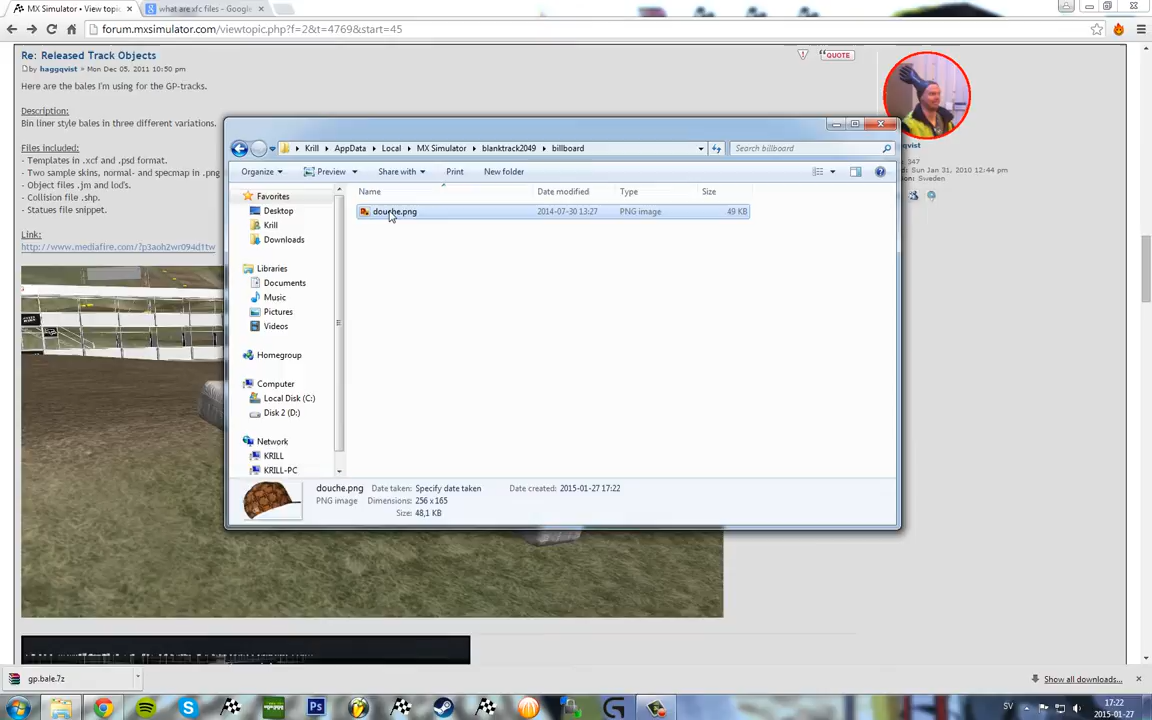 MX Simulator - View topic
what are afc files - Google
forum.mxsimulator.com/viewtopic.php?f=2&t=4769&start=45
Re: Released Track Objects
by haggqvist » Mon Dec 05, 2011 10:50 pm
QUOTE
Here are the bales I'm using for the GP-tracks.
Description:
Bin liner style bales in three different variations.
Files included:
- Templates in .xcf and .psd format.
- Two sample skins, normal- and specmap in .png
- Object files .jm and lod's.
- Collision file .shp.
- Statues file snippet.
Link:
http://www.mediafire.com/?p3aoh2wr094d1tw
qvist
347
d: Sun Jan 31, 2010 12:44 pm
n: Sweden
Krill
AppData
Local
MX Simulator
blanktrack2049
billboard
Search billboard
Organize
Preview
Share with
Print
New folder
Name
Date modified
Type
Size
douche.png
2014-07-30 13:27
PNG image
49 KB
Favorites
Desktop
Krill
Downloads
Libraries
Documents
Music
Pictures
Videos
Homegroup
Computer
Local Disk (C:)
Disk 2 (D:)
Network
KRILL
KRILL-PC
douche.png Date taken: Specify date taken Date created: 2015-01-27 17:22
PNG image Dimensions: 256 x 165
Size: 48,1 KB
gp.bale.7z
Show all downloads...
SV
17:22
2015-01-27